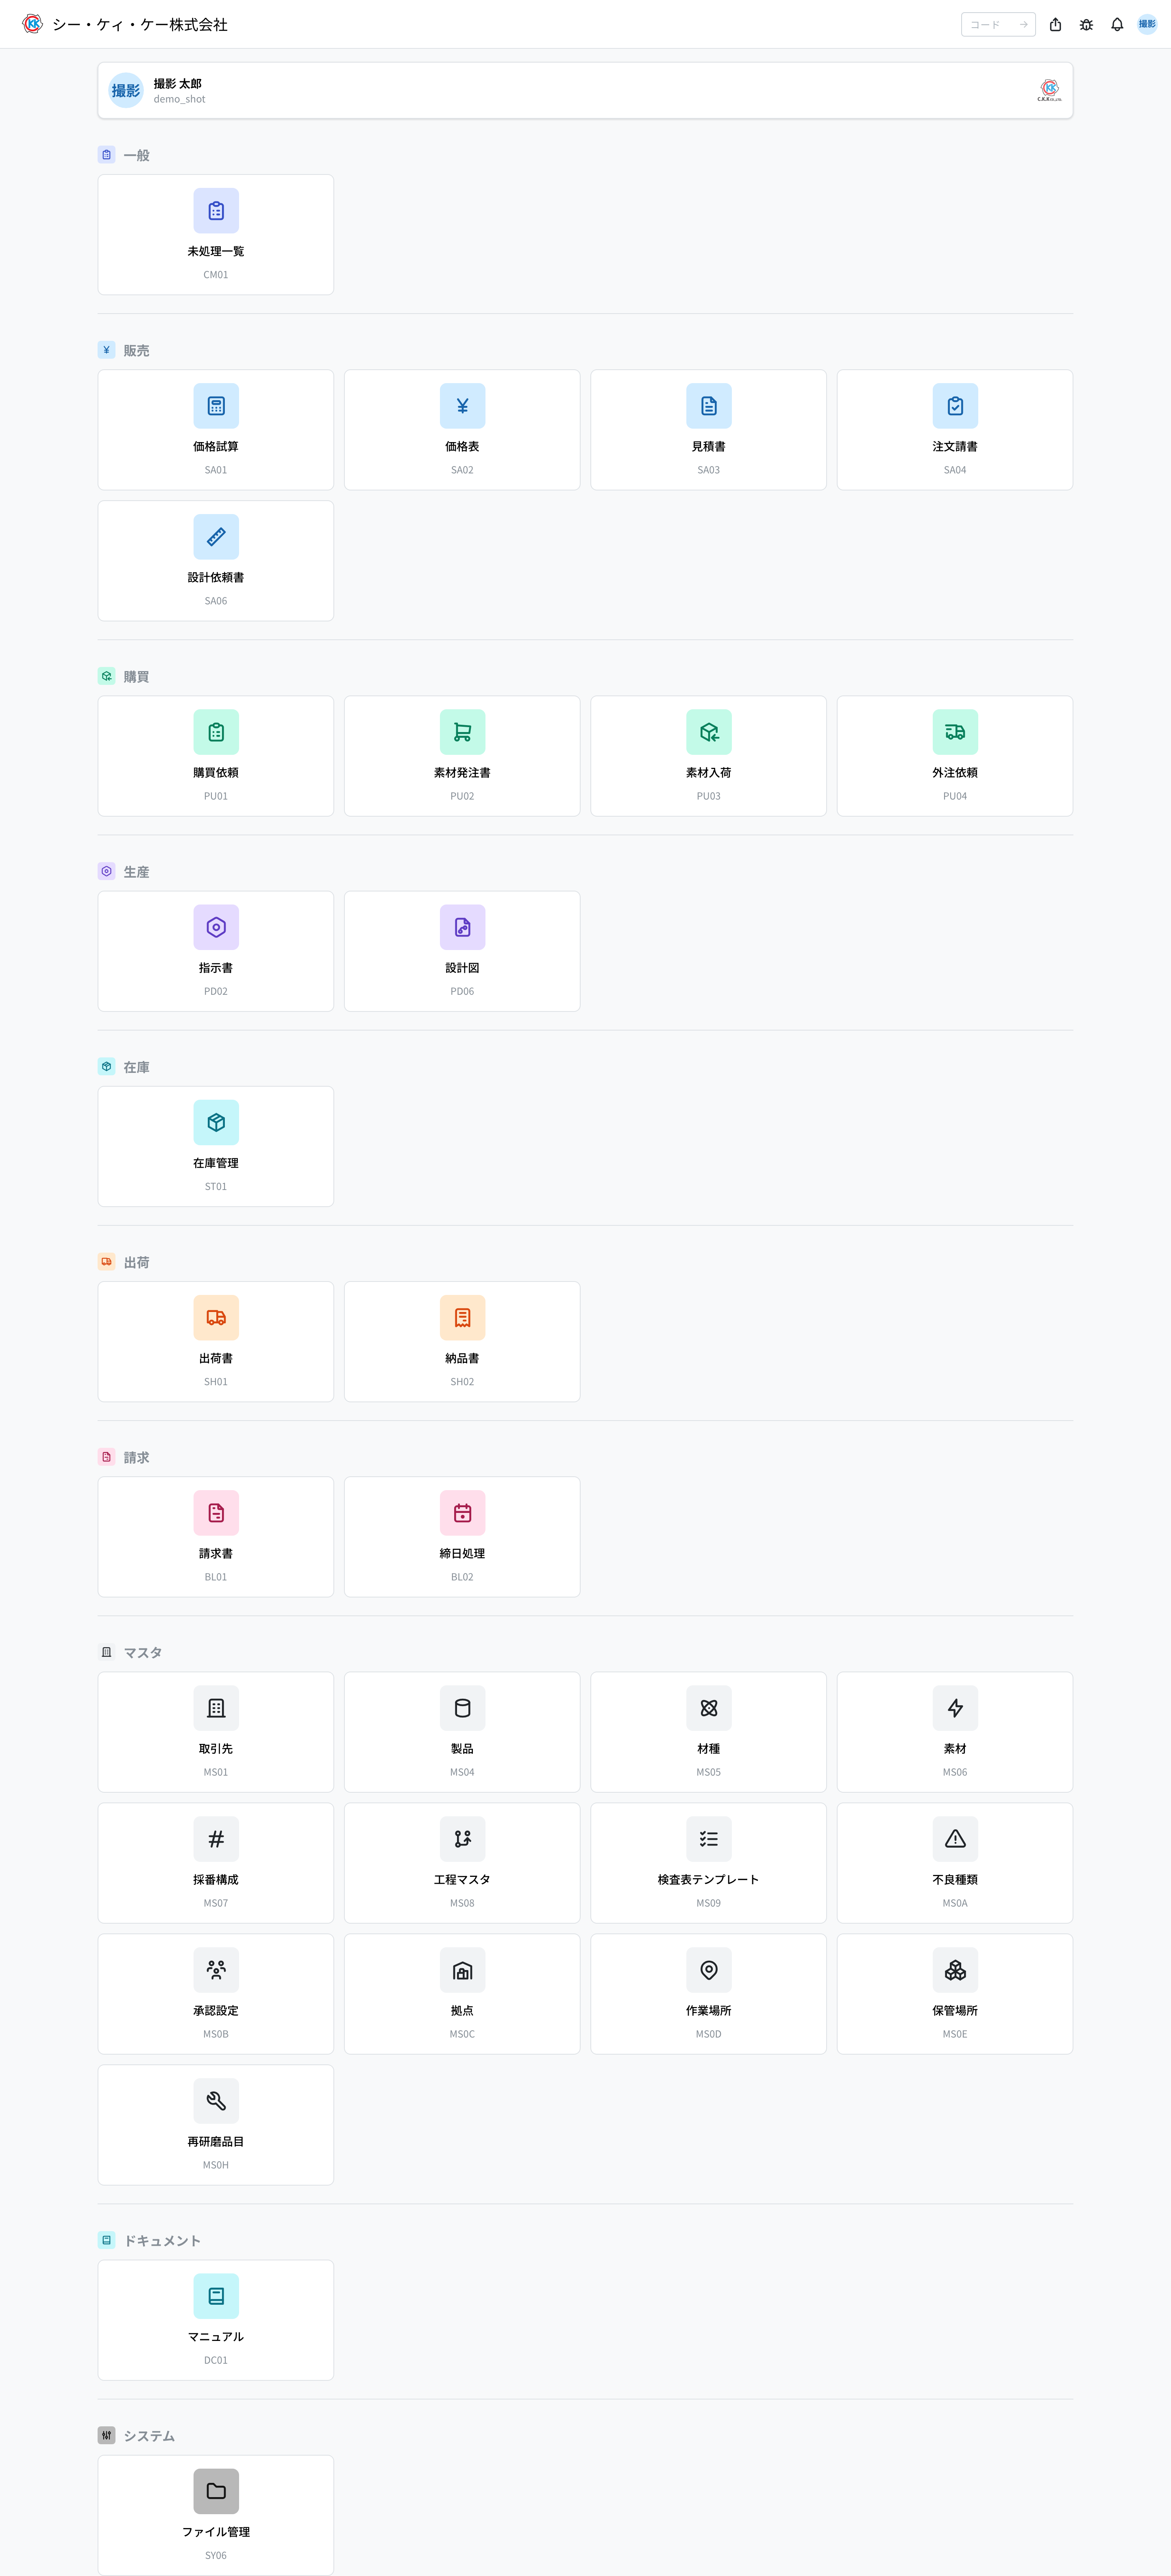 シー・ケイ・ケー株式会社
コード
撮影
撮影
撮影 太郎
demo_shot
C.K.K
一般
未処理一覧
CM01
販売
価格試算
SA01
価格表
SA02
見積書
SA03
注文請書
SA04
設計依頼書
SA06
購買
購買依頼
PU01
素材発注書
PU02
素材入荷
PU03
外注依頼
PU04
生産
指示書
PD02
設計図
PD06
在庫
在庫管理
ST01
出荷
出荷書
SH01
納品書
SH02
請求
請求書
BL01
締日処理
BL02
マスタ
取引先
MS01
製品
MS04
材種
MS05
素材
MS06
採番構成
MS07
工程マスタ
MS08
検査表テンプレート
MS09
不良種類
MS0A
承認設定
MS0B
拠点
MS0C
作業場所
MS0D
保管場所
MS0E
再研磨品目
MS0H
ドキュメント
マニュアル
DC01
システム
ファイル管理
SY06